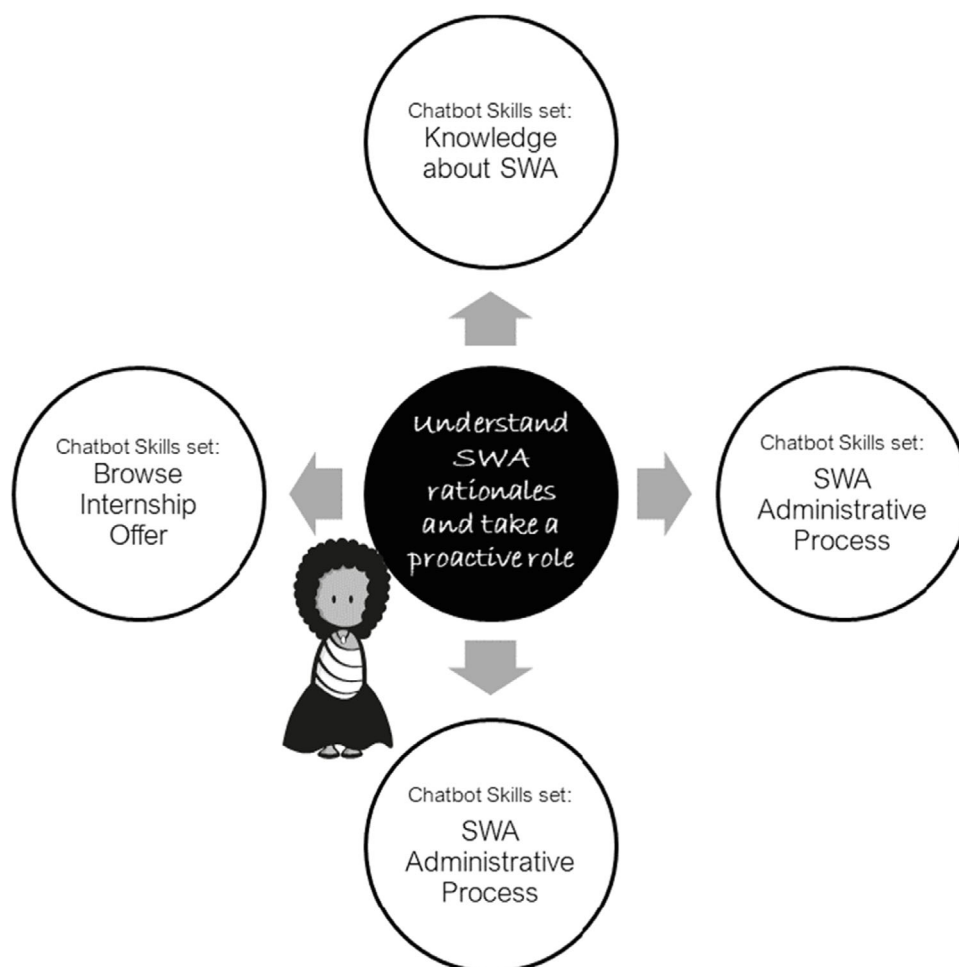 Chatbot Skills set:
Knowledge
about SWA
Chatbot Skills set:
Browse
Internship
Offer
Understand
SWA
rationales
and take a
proactive role
Chatbot Skills set:
SWA
Administrative
Process
Chatbot Skills set:
SWA
Administrative
Process